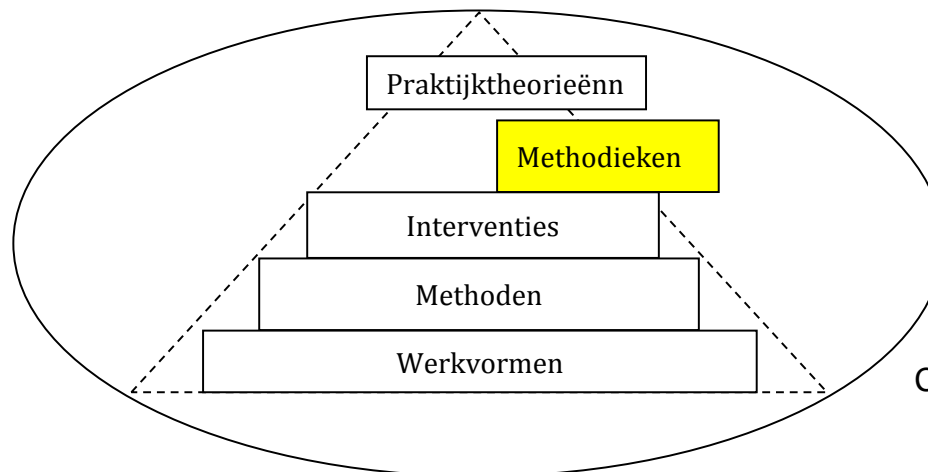 Praktijktheorieënn
Methodieken
Interventies
Methoden
Werkvormen